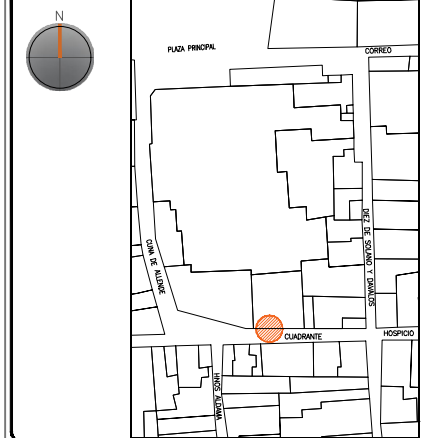 N
PLAZA PRINCIPAL
CORREO
CUNA DE ALLENDE
DIEZ DE SOLANO Y DAVALOS
CUADRANTE
HOSPICIO
HNOS ALDAMA